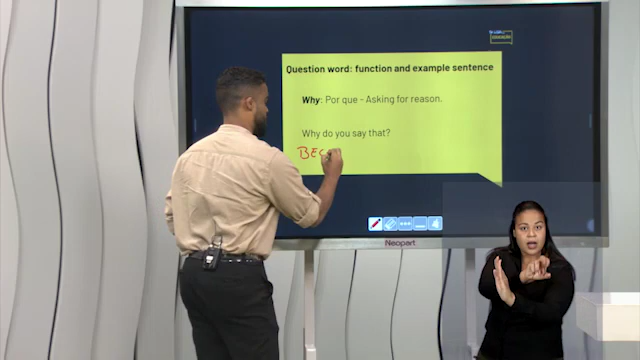 Question word: function and example sentence
Why: Por que - Asking for reason.
Why do you say that?
BEC
Neopart